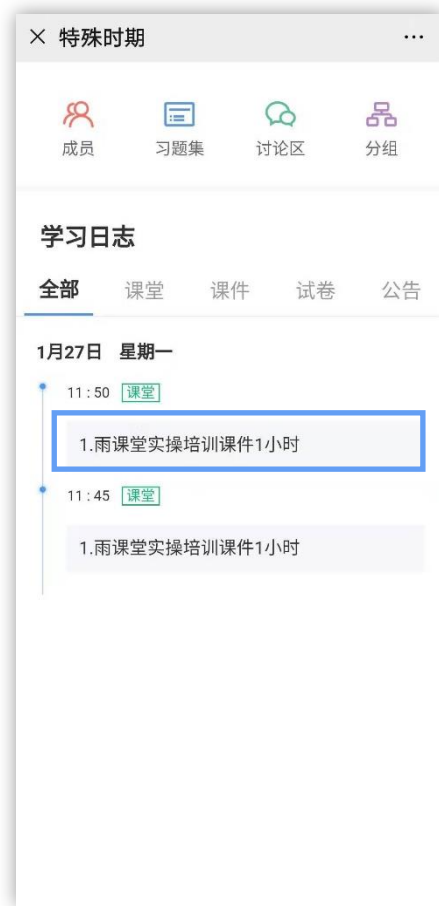 × 特殊时期 ...
成员 习题集 讨论区 分组
学习日志
全部 课堂 课件 试卷 公告
1月27日 星期一
11:50 课堂
1.雨课堂实操培训课件1小时
11:45 课堂
1.雨课堂实操培训课件1小时